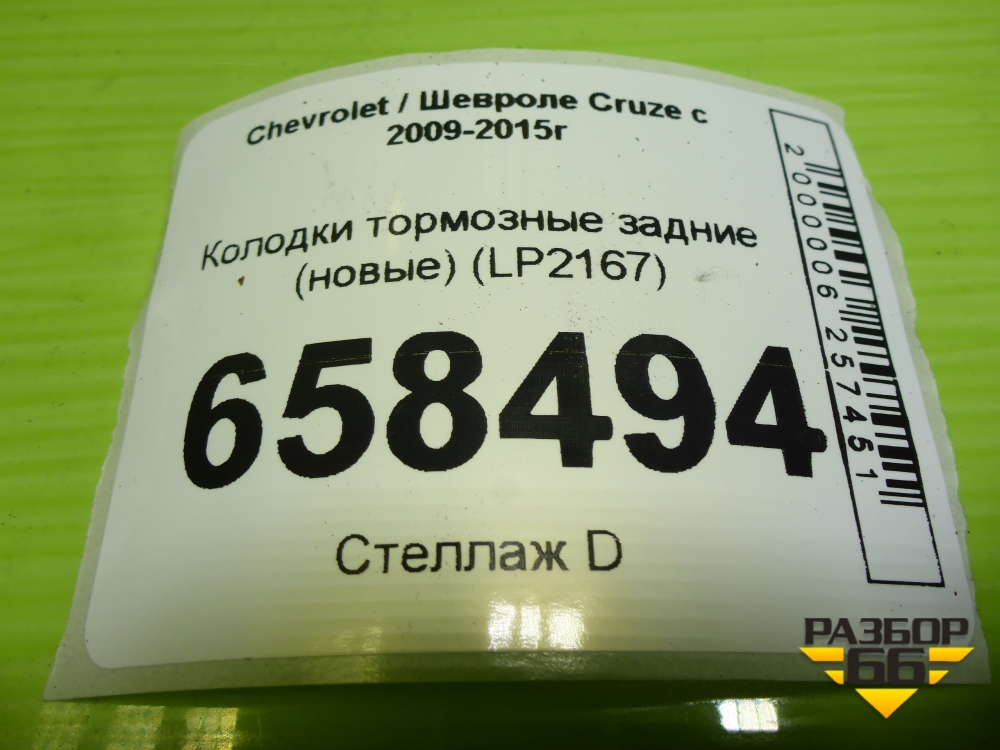 Chevrolet / Шевроле Cruze с
2009-2015г
Колодки тормозные задние
(новые) (LP2167)
658494
Стеллаж D
2000006257451
РАЗБОР
66